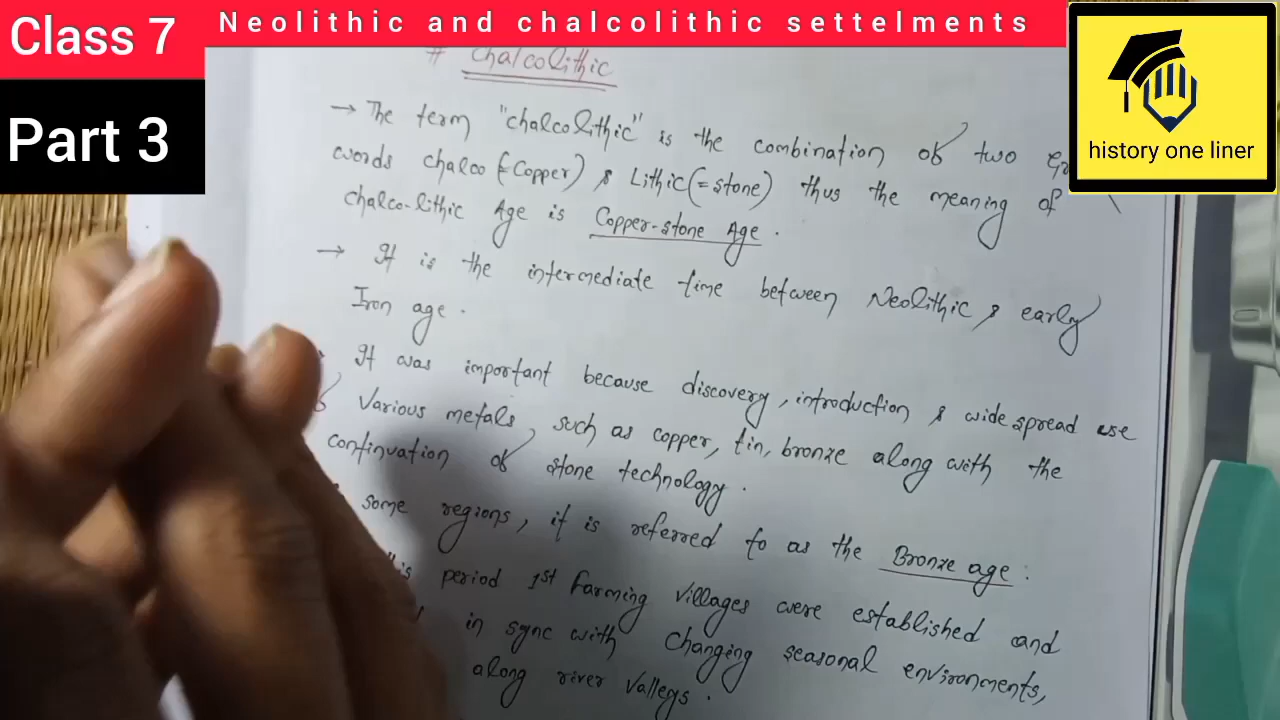 Class 7
Neolithic and chalcolithic settelments
Part 3
history one liner
# Chalcolithic
→ The term "chalcolithic" is the combination of two
words chalco (=Copper) & Lithic (=stone) thus the meaning of
chalco-lithic Age is Copper-stone Age.
→ It is the intermediate time between Neolithic & early
Iron age.
It was important because discovery, introduction & wide spread use
Various metals, such as copper, tin, bronze along with the
continuation of stone technology.
some regions, it is referred to as the Bronze age.
period 1st Farming villages were established and
in sync with changing seasonal environments,
along river valleys.